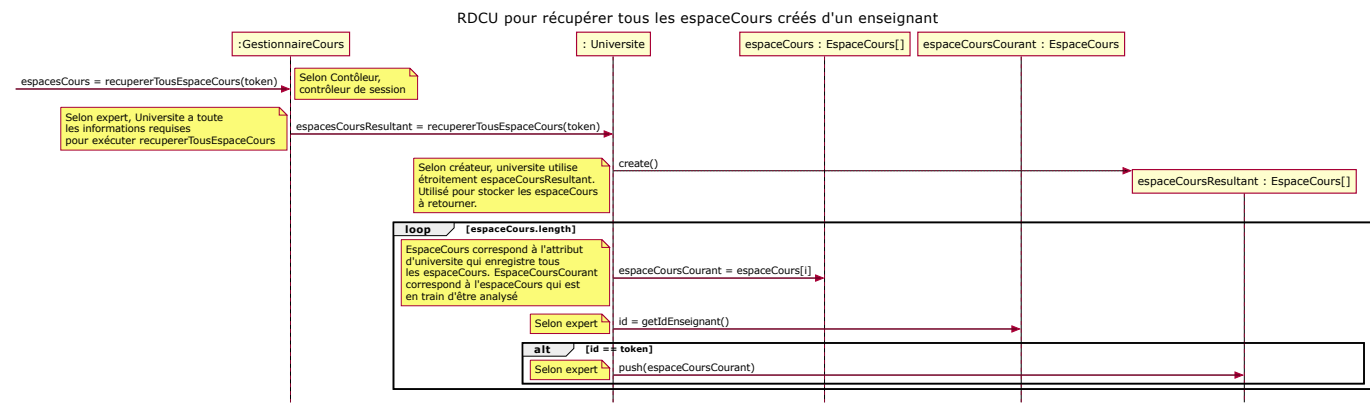 RDCU pour récupérer tous les espaceCours créés d'un enseignant
:GestionnaireCours
: Universite
espaceCours : EspaceCours[]
espaceCoursCourant : EspaceCours
espacesCours = recupererTousEspaceCours(token)
Selon Contôleur,
contrôleur de session
Selon expert, Universite a toute
les informations requises
pour exécuter recupererTousEspaceCours
espacesCoursResultant = recupererTousEspaceCours(token)
Selon créateur, universite utilise
étroitement espaceCoursResultant.
Utilisé pour stocker les espaceCours
à retourner.
create()
espaceCoursResultant : EspaceCours[]
loop
[espaceCours.length]
EspaceCours correspond à l'attribut
d'universite qui enregistre tous
les espaceCours. EspaceCoursCourant
correspond à l'espaceCours qui est
en train d'être analysé
espaceCoursCourant = espaceCours[i]
Selon expert
id = getIdEnseignant()
alt
[id == token]
Selon expert
push(espaceCoursCourant)